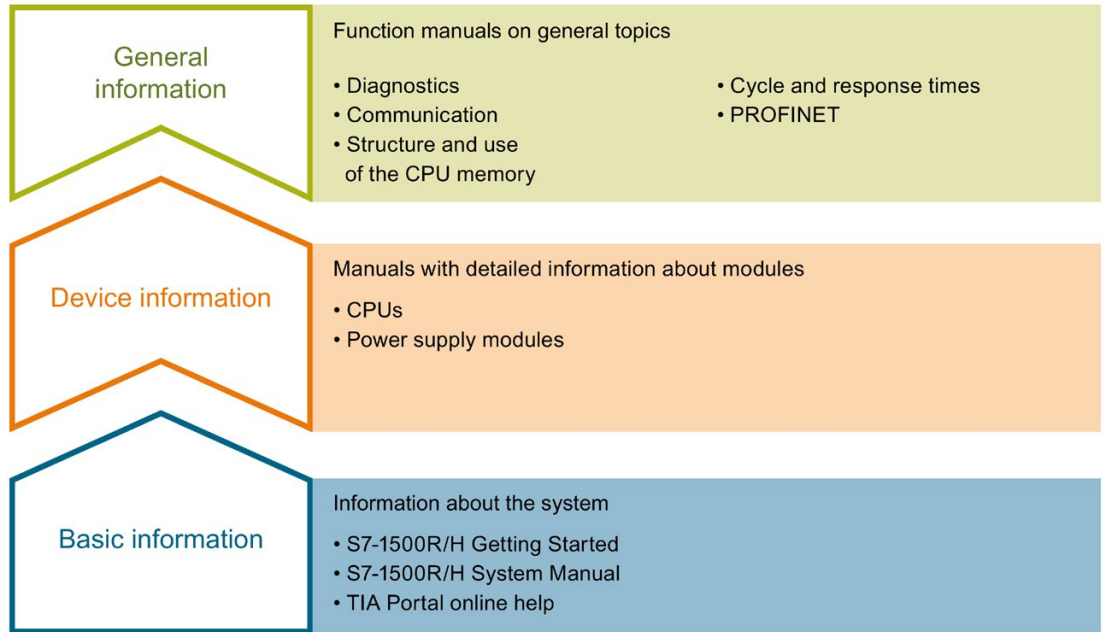 General
information
Function manuals on general topics
• Diagnostics
• Communication
• Structure and use
of the CPU memory
• Cycle and response times
• PROFINET
Device information
Manuals with detailed information about modules
• CPUs
• Power supply modules
Basic information
Information about the system
• S7-1500R/H Getting Started
• S7-1500R/H System Manual
• TIA Portal online help